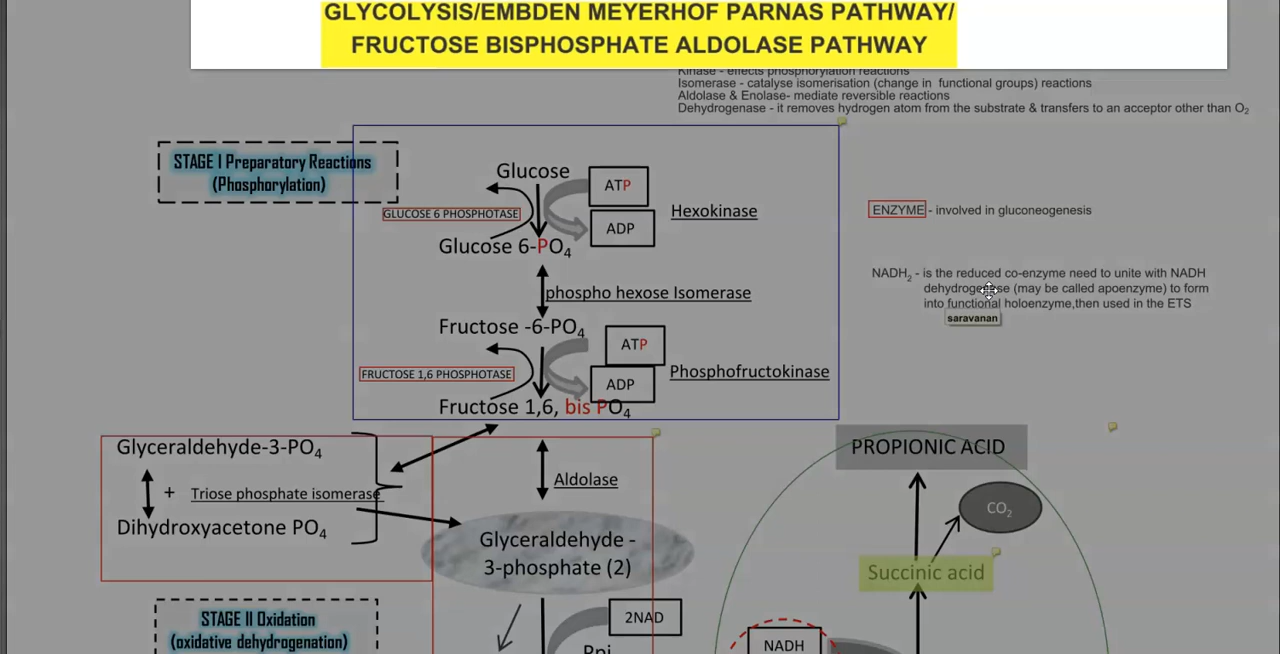 GLYCOLYSIS/EMBDEN MEYERHOF PARNAS PATHWAY/
FRUCTOSE BISPHOSPHATE ALDOLASE PATHWAY
Kinase - effects phosphorylation reactions
Isomerase - catalyse isomerisation (change in functional groups) reactions
Aldolase & Enolase- mediate reversible reactions
Dehydrogenase - it removes hydrogen atom from the substrate & transfers to an acceptor other than O2
STAGE I Preparatory Reactions
(Phosphorylation)
Glucose
ATP
GLUCOSE 6 PHOSPHOTASE
Hexokinase
ADP
Glucose 6-PO4
ENZYME - involved in gluconeogenesis
phospho hexose Isomerase
NADH2 - is the reduced co-enzyme need to unite with NADH
dehydrogenase (may be called apoenzyme) to form
into functional holoenzyme,then used in the ETS
saravanan
Fructose -6-PO4
ATP
FRUCTOSE 1,6 PHOSPHOTASE
Phosphofructokinase
ADP
Fructose 1,6, bis PO4
Glyceraldehyde-3-PO4
+ Triose phosphate isomerase
Dihydroxyacetone PO4
Aldolase
Glyceraldehyde -
3-phosphate (2)
PROPIONIC ACID
CO2
Succinic acid
STAGE II Oxidation
(oxidative dehydrogenation)
2NAD
NADH